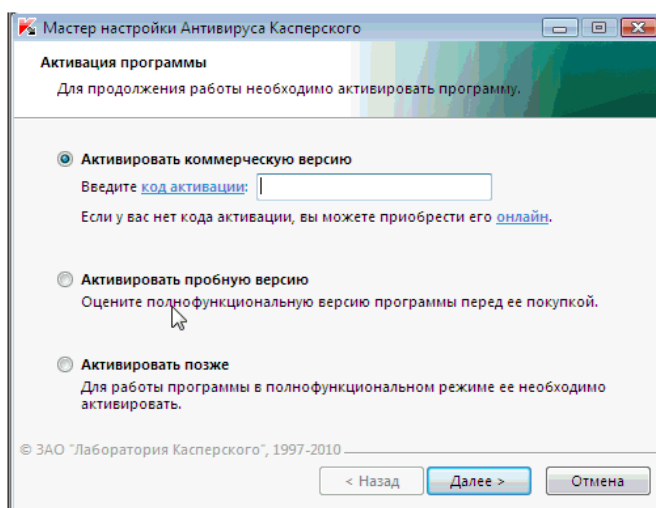 Мастер настройки Антивируса Касперского
Активация программы
Для продолжения работы необходимо активировать программу.
Активировать коммерческую версию
Введите код активации:
Если у вас нет кода активации, вы можете приобрести его онлайн.
Активировать пробную версию
Оцените полнофункциональную версию программы перед ее покупкой.
Активировать позже
Для работы программы в полнофункциональном режиме ее необходимо
активировать.
© ЗАО "Лаборатория Касперского", 1997-2010
< Назад Далее > Отмена